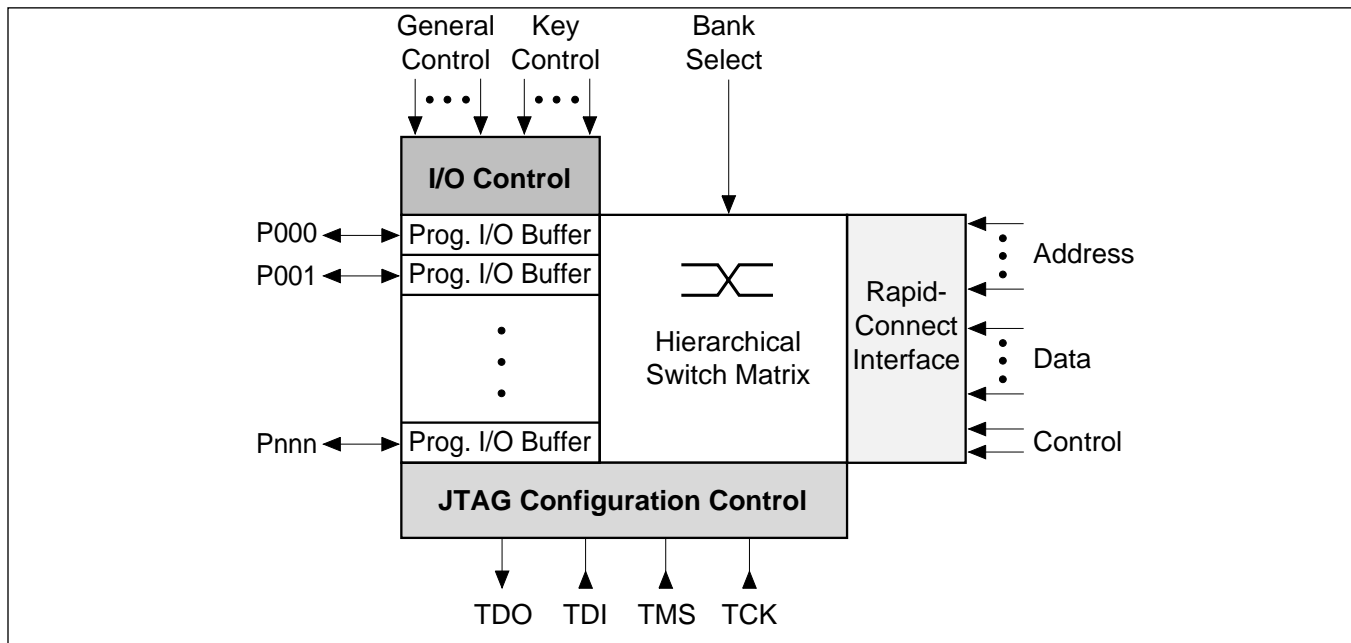 General
Control
Key
Control
Bank
Select
I/O Control
P000
Prog. I/O Buffer
P001
Prog. I/O Buffer
Pnnn
Prog. I/O Buffer
Hierarchical
Switch Matrix
Rapid-
Connect
Interface
Address
Data
Control
JTAG Configuration Control
TDO
TDI
TMS
TCK